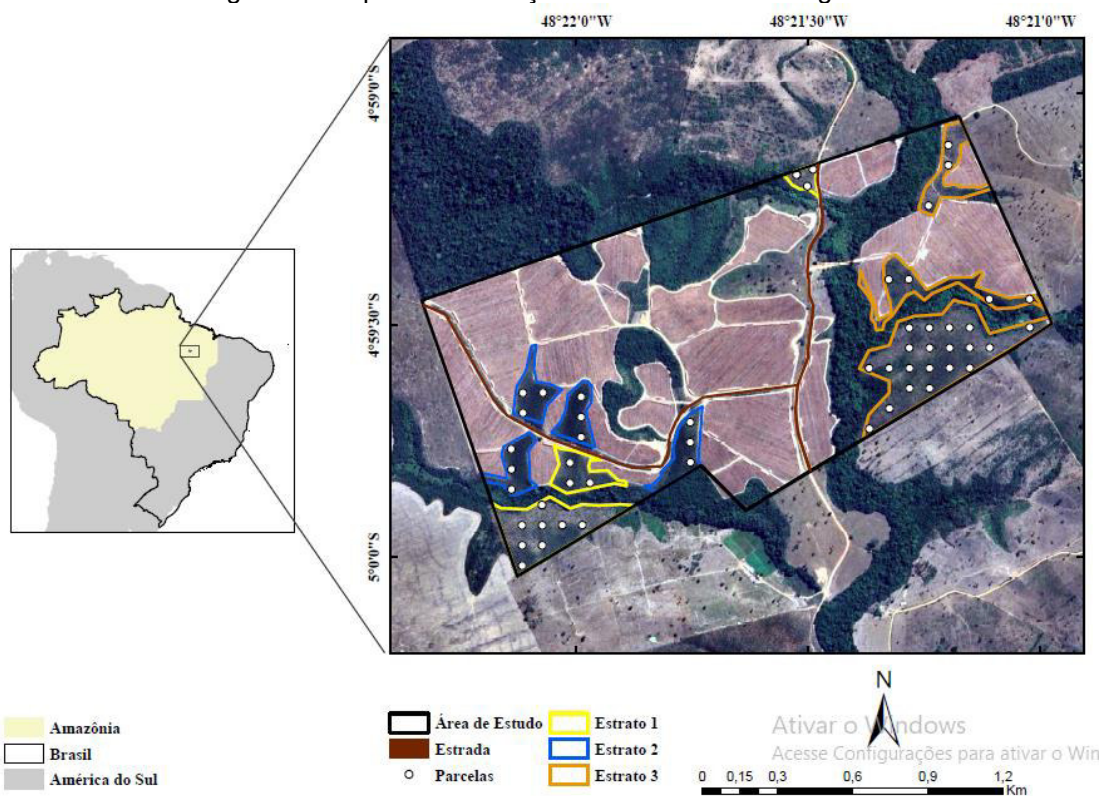 48°22'0"W 48°21'30"W 48°21'0"W
4°59'0"S
4°59'30"S
5°0'0"S
Amazônia
Brasil
América do Sul
Área de Estudo
Estrada
Parcelas
Estrato 1
Estrato 2
Estrato 3
N
Ativar o Windows
Acesse Configurações para ativar o Win
0 0,15 0,3 0,6 0,9 1,2
Km